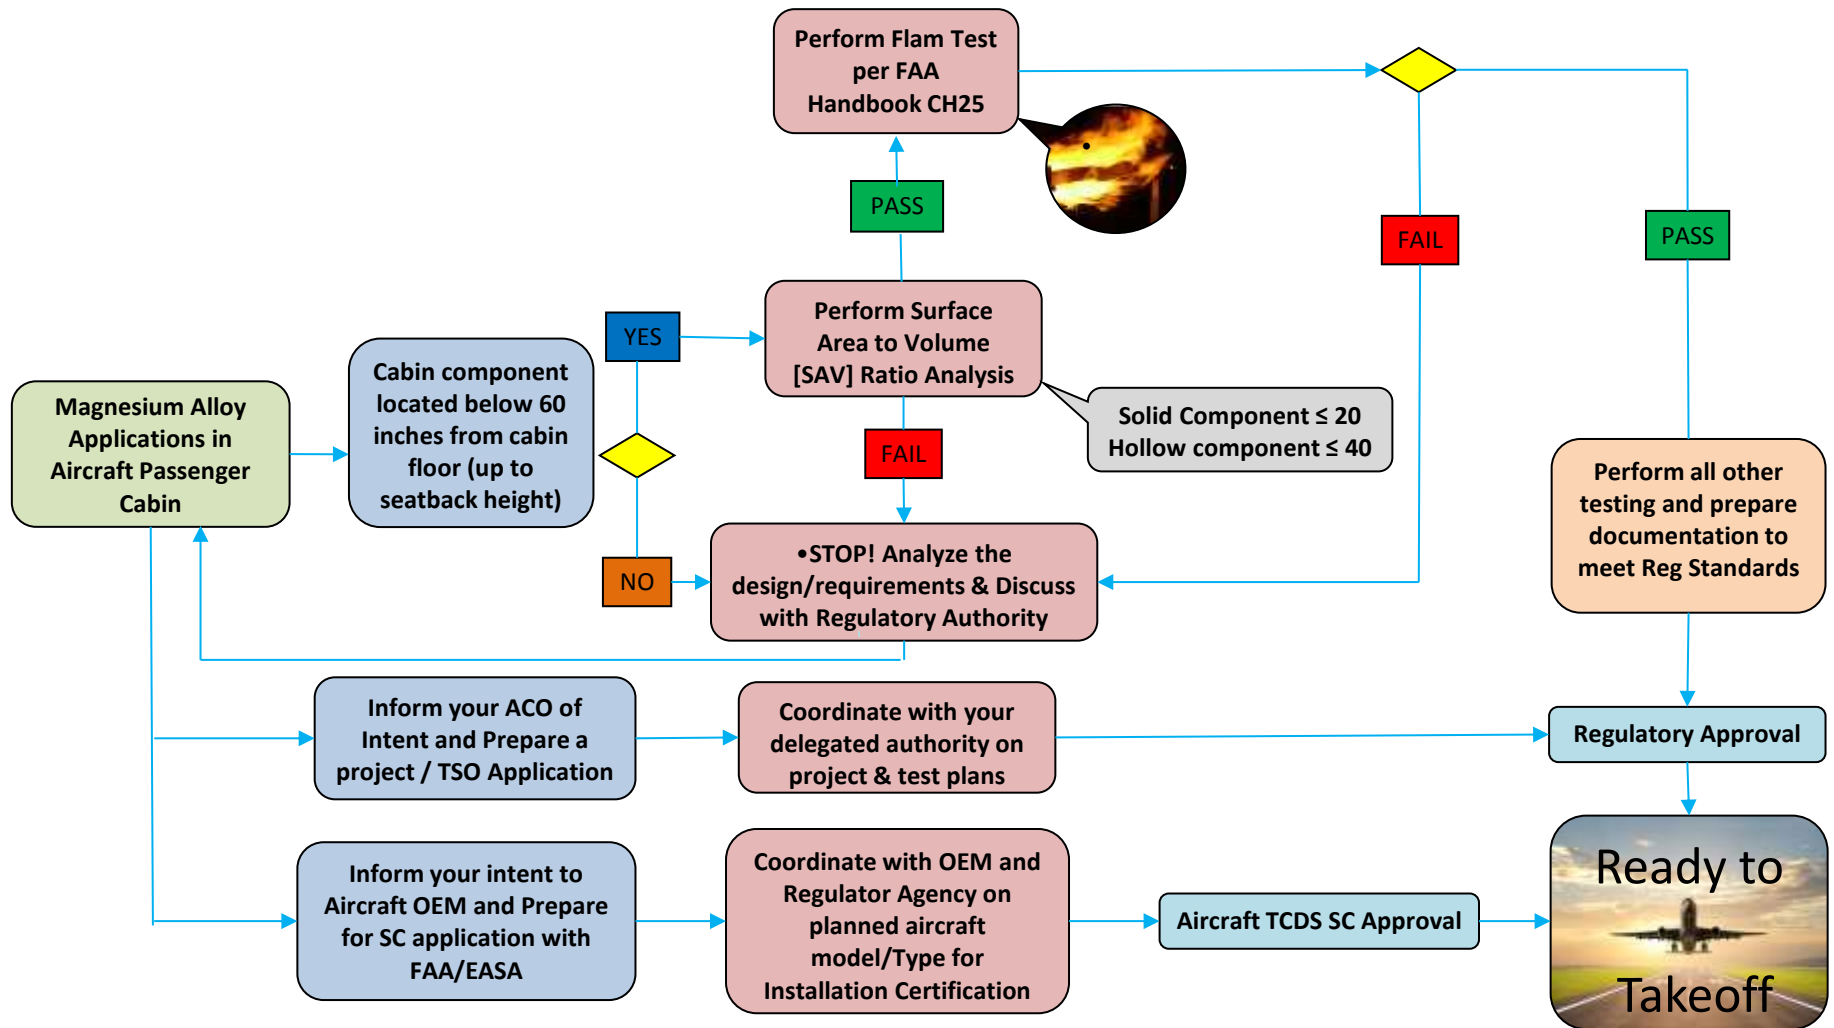 Perform Flam Test
per FAA
Handbook CH25
PASS
FAIL
PASS
Perform Surface
Area to Volume
[SAV] Ratio Analysis
YES
Solid Component ≤ 20
Hollow component ≤ 40
Cabin component
located below 60
inches from cabin
floor (up to
seatback height)
Magnesium Alloy
Applications in
Aircraft Passenger
Cabin
FAIL
Perform all other
testing and prepare
documentation to
meet Reg Standards
NO
•STOP! Analyze the
design/requirements & Discuss
with Regulatory Authority
Inform your ACO of
Intent and Prepare a
project / TSO Application
Coordinate with your
delegated authority on
project & test plans
Regulatory Approval
Inform your intent to
Aircraft OEM and Prepare
for SC application with
FAA/EASA
Coordinate with OEM and
Regulator Agency on
planned aircraft
model/Type for
Installation Certification
Aircraft TCDS SC Approval
Ready to
Takeoff